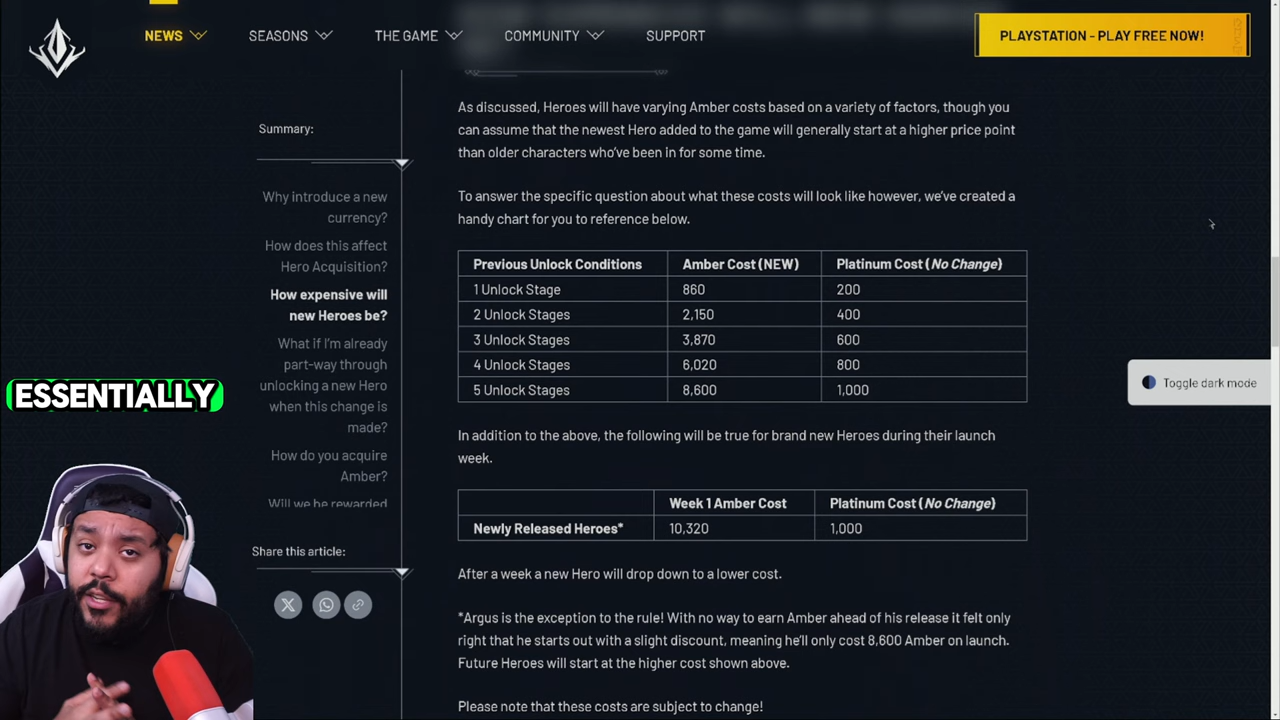 NEWS
SEASONS
THE GAME
COMMUNITY
SUPPORT
PLAYSTATION - PLAY FREE NOW!
Summary:
Why introduce a new
currency?
How does this affect
Hero Acquisition?
How expensive will
new Heroes be?
What if I'm already
part-way through
unlocking a new Hero
when this change is
made?
How do you acquire
Amber?
Will we be rewarded
Share this article:
As discussed, Heroes will have varying Amber costs based on a variety of factors, though you
can assume that the newest Hero added to the game will generally start at a higher price point
than older characters who've been in for some time.
To answer the specific question about what these costs will look like however, we've created a
handy chart for you to reference below.
Previous Unlock Conditions Amber Cost (NEW) Platinum Cost (No Change)
1 Unlock Stage 860 200
2 Unlock Stages 2,150 400
3 Unlock Stages 3,870 600
4 Unlock Stages 6,020 800
5 Unlock Stages 8,600 1,000
In addition to the above, the following will be true for brand new Heroes during their launch
week.
Week 1 Amber Cost Platinum Cost (No Change)
Newly Released Heroes* 10,320 1,000
After a week a new Hero will drop down to a lower cost.
*Argus is the exception to the rule! With no way to earn Amber ahead of his release it felt only
right that he starts out with a slight discount, meaning he'll only cost 8,600 Amber on launch.
Future Heroes will start at the higher cost shown above.
Please note that these costs are subject to change!
Toggle dark mode
ESSENTIALLY